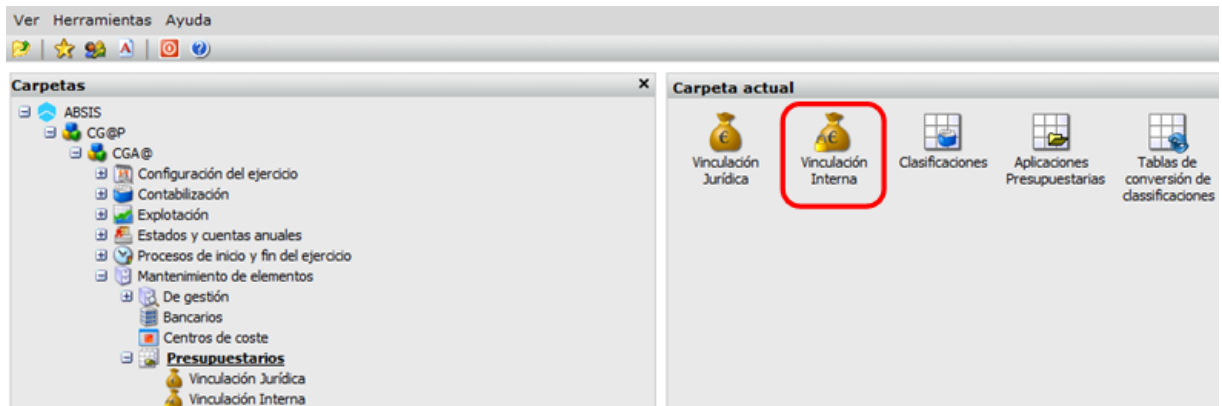 Ver Herramientas Ayuda
Carpetas
ABSIS
CG@P
CGA@
Configuración del ejercicio
Contabilización
Explotación
Estados y cuentas anuales
Procesos de inicio y fin del ejercicio
Mantenimiento de elementos
De gestión
Bancarios
Centros de coste
Presupuestarios
Vinculación Jurídica
Vinculación Interna
Carpeta actual
Vinculación
Jurídica
Vinculación
Interna
Clasificaciones
Aplicaciones
Presupuestarias
Tablas de
conversión de
classificaciones